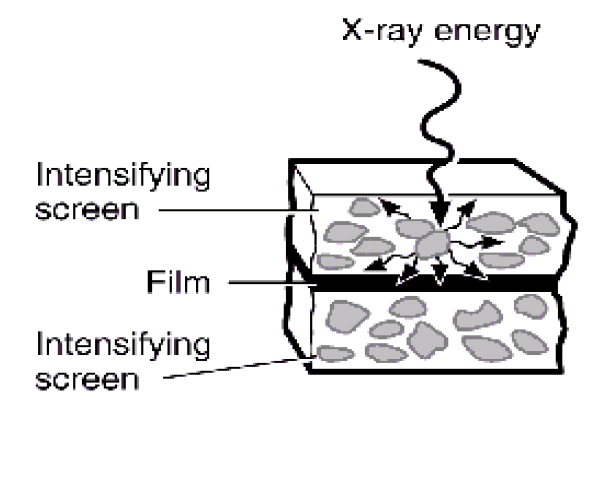 X-ray energy
Intensifying
screen
Film
Intensifying
screen